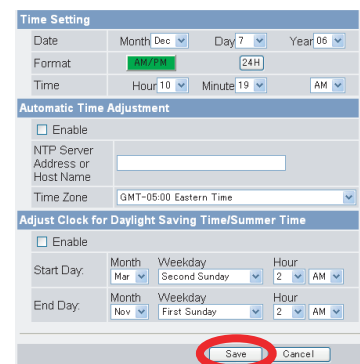 Time Setting
Date Month Dec Day 7 Year 06
Format AM/PM 24H
Time Hour 10 Minute 19 AM
Automatic Time Adjustment
Enable
NTP Server
Address or
Host Name
Time Zone GMT-05:00 Eastern Time
Adjust Clock for Daylight Saving Time/Summer Time
Enable
Month Weekday Hour
Start Day: Mar Second Sunday 2 AM
Month Weekday Hour
End Day: Nov First Sunday 2 AM
Save Cancel